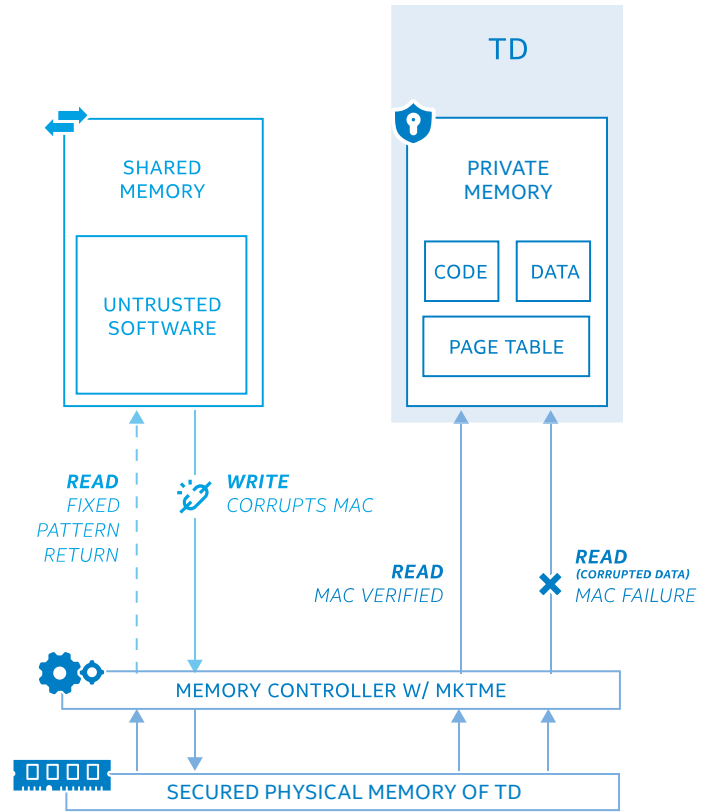 TD
SHARED
MEMORY
UNTRUSTED
SOFTWARE
PRIVATE
MEMORY
CODE
DATA
PAGE TABLE
READ
FIXED
PATTERN
RETURN
WRITE
CORRUPTS MAC
READ
MAC VERIFIED
READ
(CORRUPTED DATA)
MAC FAILURE
MEMORY CONTROLLER W/ MKTME
SECURED PHYSICAL MEMORY OF TD